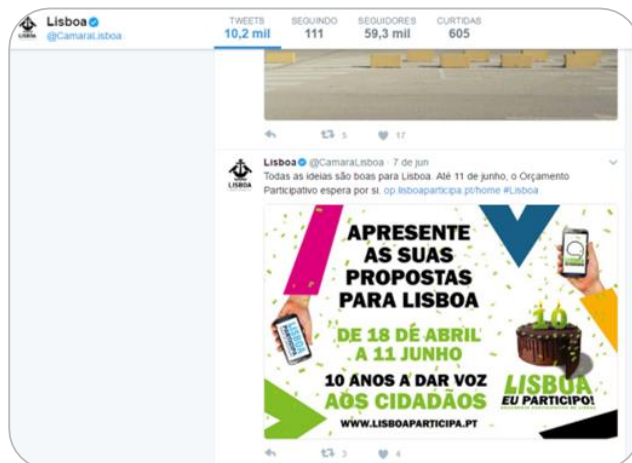 Lisboa
@CamaraLisboa
TWEETS SEGUINDO SEGUIDORES CURTIDAS
10,2 mil 111 59,3 mil 605
5 17
Lisboa @CamaraLisboa · 7 de jun
Todas as ideias são boas para Lisboa. Até 11 de junho, o Orçamento
Participativo espera por si. op.lisboaparticipa.pt/home #Lisboa
LISBOA
APRESENTE
AS SUAS
PROPOSTAS
PARA LISBOA
DE 18 DE ABRIL
A 11 JUNHO
10 ANOS A DAR VOZ
AOS CIDADÃOS
WWW.LISBOAPARTICIPA.PT
LISBOA
PARTICIPA
10
LISBOA
EU PARTICIPO!
3 4